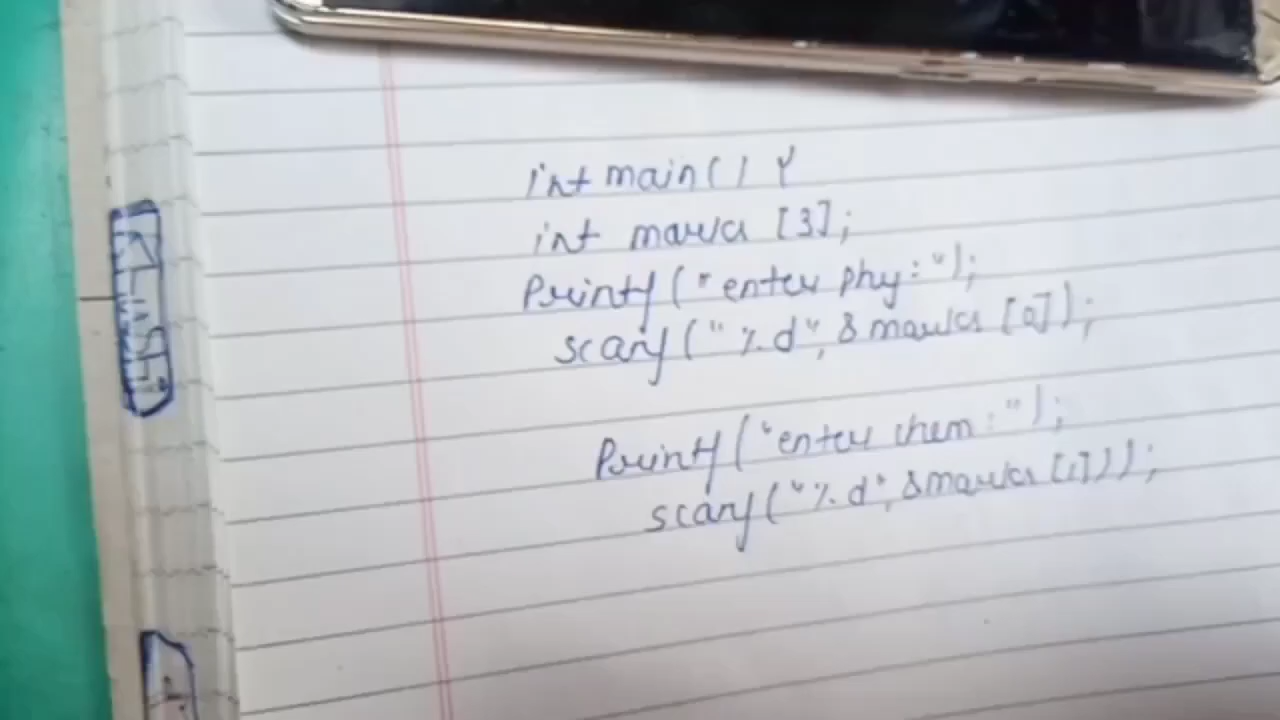 int main() {
int marks [3];
Printf ("enter phy: ");
scanf (" %d", &marks [0]);
Printf ("enter chem: ");
scanf ("%d", &marks [1]));